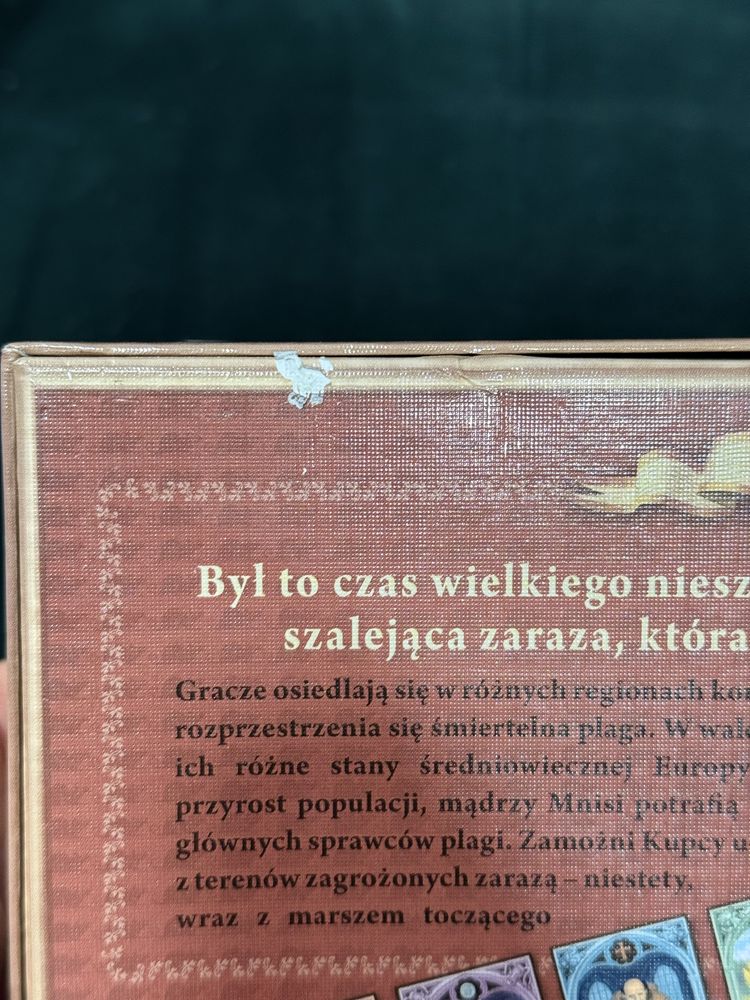 Był to czas wielkiego niesz
szalejąca zaraza, która
Gracze osiedlają się w różnych regionach
rozprzestrzenia się śmiertelna plaga. W wal
ich różne stany średniowiecznej Europy
przyrost populacji, mądrzy Mnisi potrafią
głównych sprawców plagi. Zamożni Kupcy u
z terenów zagrożonych zarazą – niestety,
wraz z marszem toczącego